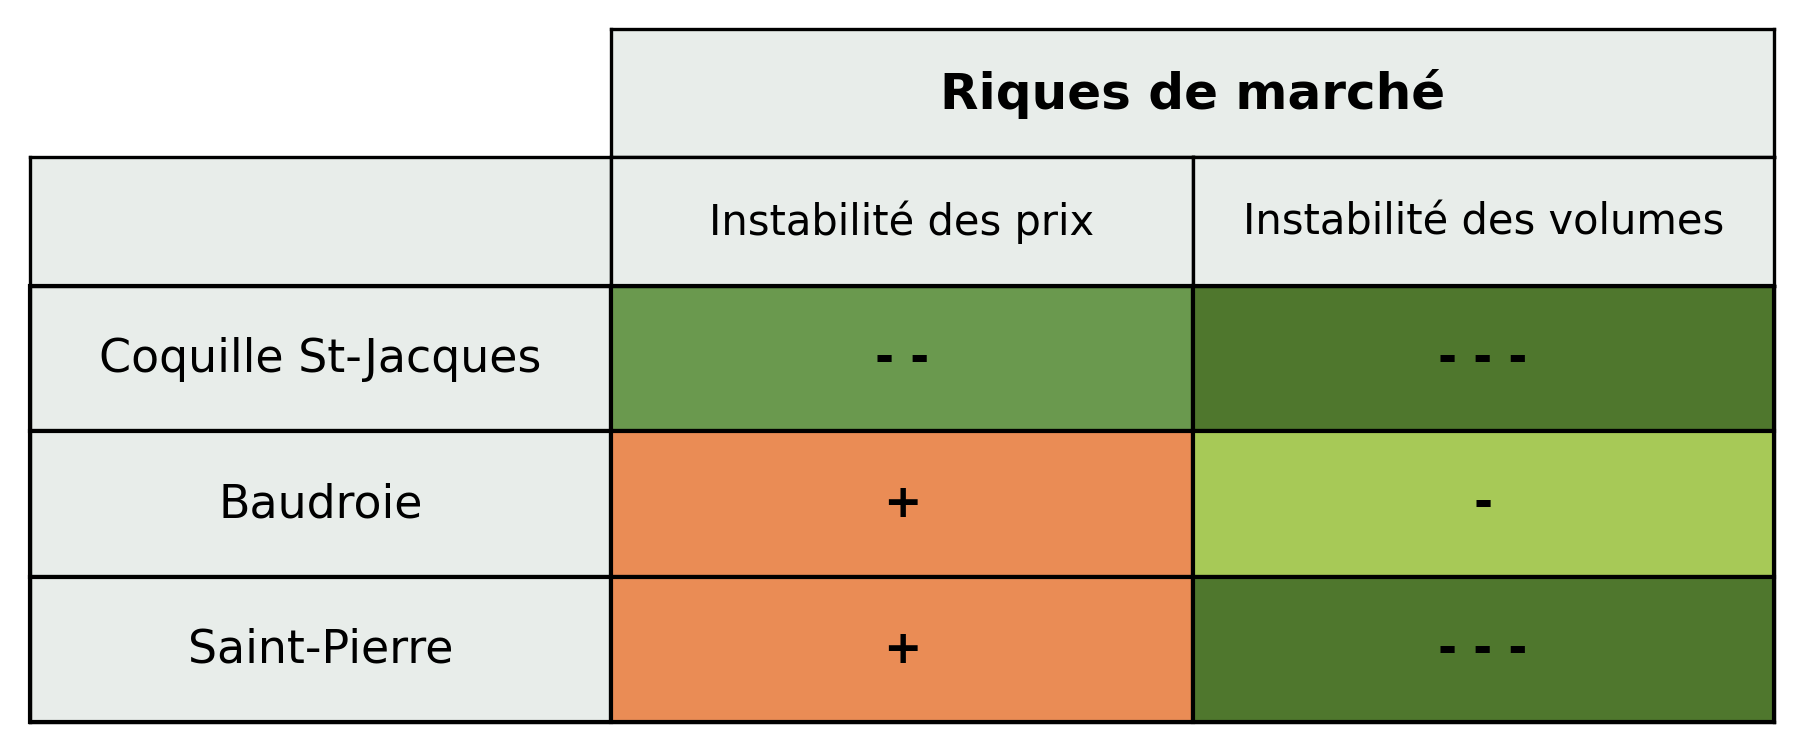 Riques de marché
Instabilité des prix Instabilité des volumes
Coquille St-Jacques - - - - -
Baudroie + -
Saint-Pierre + - - -